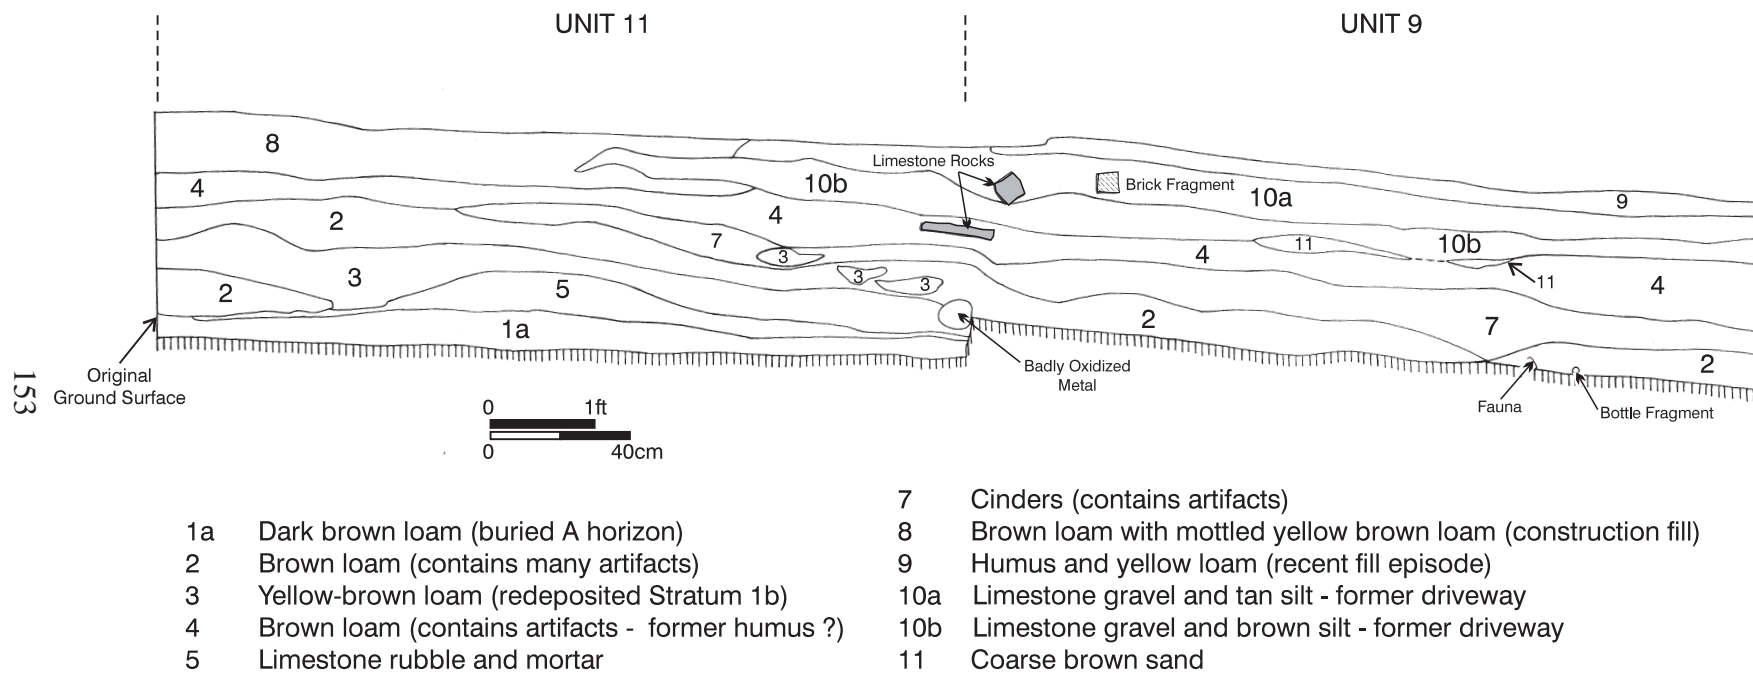 UNIT 11
UNIT 9
8
Limestone Rocks
10b
Brick Fragment
4
10a
9
4
2
7
11
10b
3
4
3
3
3
11
4
2
5
2
7
1a
2
Original
Ground Surface
Badly Oxidized
Metal
Fauna
Bottle Fragment
153
0 1ft
0 40cm
1a Dark brown loam (buried A horizon)
2 Brown loam (contains many artifacts)
3 Yellow-brown loam (redeposited Stratum 1b)
4 Brown loam (contains artifacts - former humus ?)
5 Limestone rubble and mortar
7 Cinders (contains artifacts)
8 Brown loam with mottled yellow brown loam (construction fill)
9 Humus and yellow loam (recent fill episode)
10a Limestone gravel and tan silt - former driveway
10b Limestone gravel and brown silt - former driveway
11 Coarse brown sand